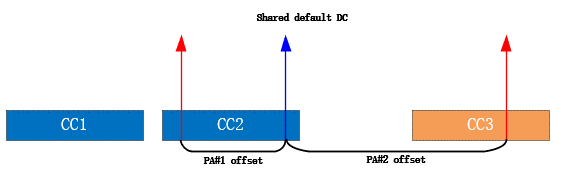 Shared default DC
CC1
CC2
CC3
PA#1 offset
PA#2 offset